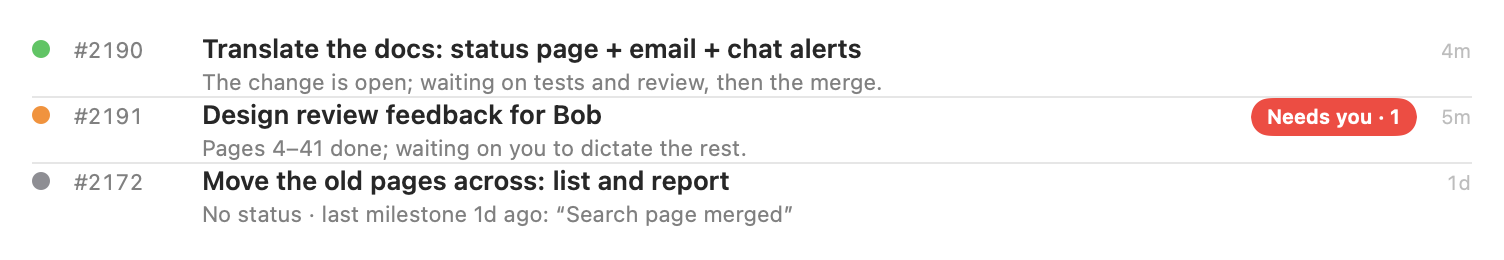 #2190 Translate the docs: status page + email + chat alerts 4m
The change is open; waiting on tests and review, then the merge.
#2191 Design review feedback for Bob Needs you · 1 5m
Pages 4–41 done; waiting on you to dictate the rest.
#2172 Move the old pages across: list and report 1d
No status · last milestone 1d ago: “Search page merged”